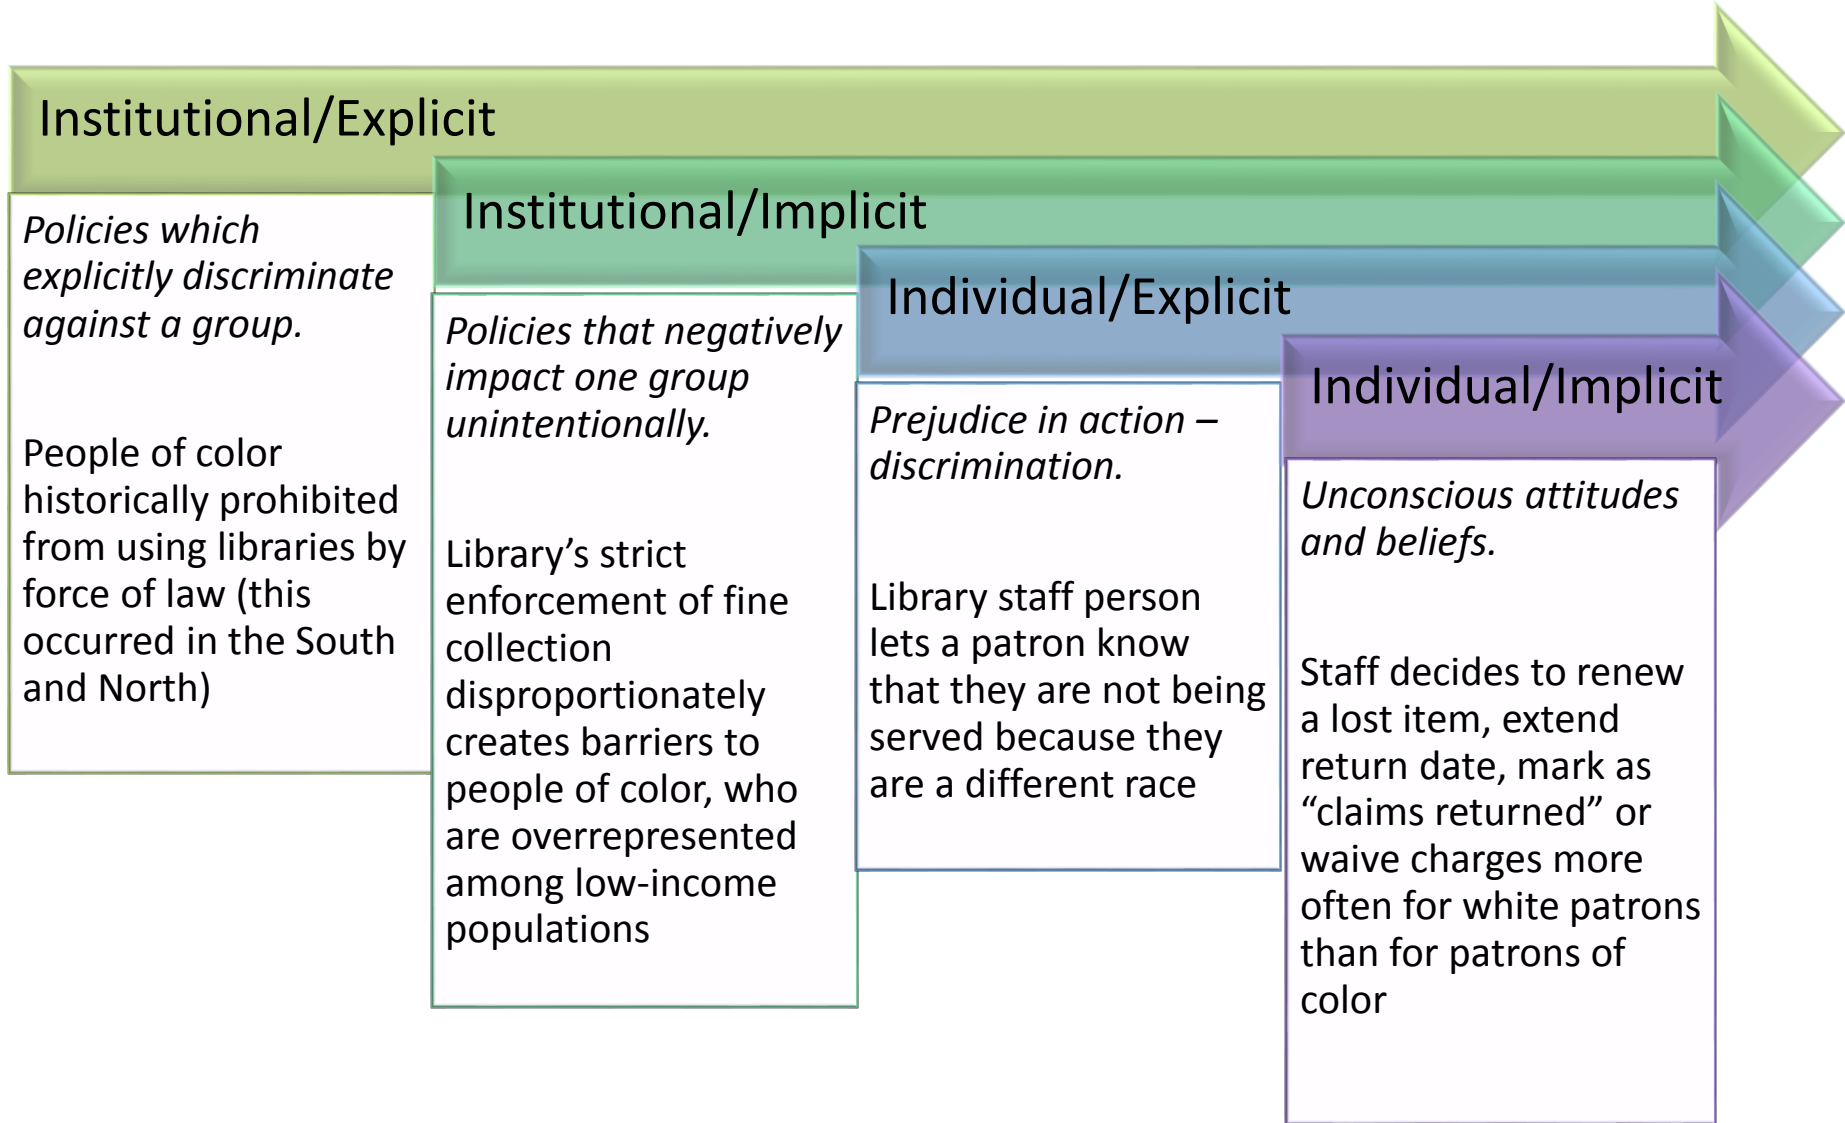 Institutional/Explicit
Policies which
explicitly discriminate
against a group.
People of color
historically prohibited
from using libraries by
force of law (this
occurred in the South
and North)
Institutional/Implicit
Policies that negatively
impact one group
unintentionally.
Library’s strict
enforcement of fine
collection
disproportionately
creates barriers to
people of color, who
are overrepresented
among low-income
populations
Individual/Explicit
Prejudice in action –
discrimination.
Library staff person
lets a patron know
that they are not being
served because they
are a different race
Individual/Implicit
Unconscious attitudes
and beliefs.
Staff decides to renew
a lost item, extend
return date, mark as
“claims returned” or
waive charges more
often for white patrons
than for patrons of
color